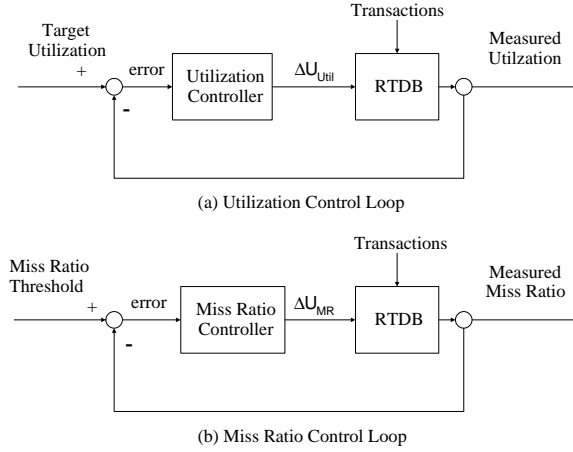 Target
Utilization
Transactions
Measured
Utilzation
+
error
Utilization
Controller
ΔU_Util
RTDB
-
(a) Utilization Control Loop
Transactions
Miss Ratio
Threshold
Measured
Miss Ratio
+
error
Miss Ratio
Controller
ΔU_MR
RTDB
-
(b) Miss Ratio Control Loop